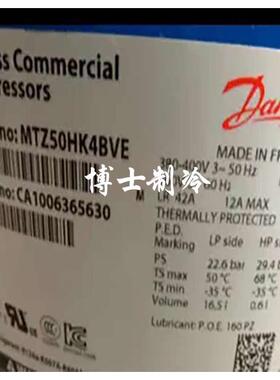 ss Commercial
ressors
no: MTZ50HK4BVE
Danf
MADE IN F
380-400V 3~ 50 Hz
0 Hz
博士制冷
no: CA1006365630
M
LR 42A 12A MAX
THERMALLY PROTECTED
P.E.D.
Marking LP side HP s
PS 22.6 bar 29.4
TS max 50°C 68°C
TS min -35°C -35°
Volume 16,5 l 0.6 l
Lubricant: P.O.E. 160 PZ